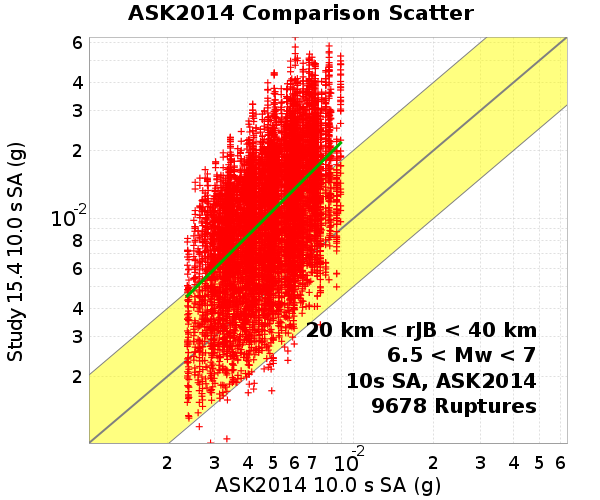 ASK2014 Comparison Scatter
6
4
3
2
10-2
8
6
4
3
2
Study 15.4 10.0 s SA (g)
20 km < rJB < 40 km
6.5 < Mw < 7
10s SA, ASK2014
9678 Ruptures
2 3 4 5 6 7 10-2 2 3 4 5 6
ASK2014 10.0 s SA (g)